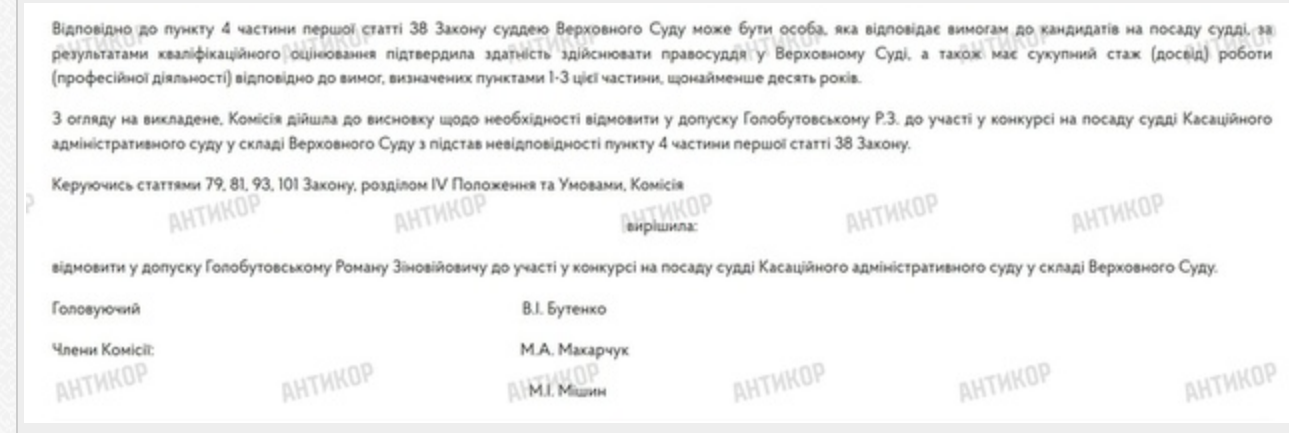 Відповідно до пункту 4 частини першої статті 38 Закону суддею Верховного Суду може бути особа, яка відповідає вимогам до кандидатів на посаду судді, за
результатами кваліфікаційного оцінювання підтвердила здатність здійснювати правосуддя у Верховному Суді, а також має сукупний стаж (досвід) роботи
(професійної діяльності) відповідно до вимог, визначених пунктами 1-3 цієї частини, щонайменше десять років.
З огляду на викладене, Комісія дійшла до висновку щодо необхідності відмовити у допуску Голобутовському Р.З. до участі у конкурсі на посаду судді Касаційного
адміністративного суду у складі Верховного Суду з підстав невідповідності пункту 4 частини першої статті 38 Закону.
Керуючись статтями 79, 81, 93, 101 Закону, розділом IV Положення та Умовами, Комісія
АНТИКОР АНТИКОР АНТИКОР АНТИКОР АНТИКОР
вирішила:
відмовити у допуску Голобутовському Роману Зіновійовичу до участі у конкурсі на посаду судді Касаційного адміністративного суду у складі Верховного Суду.
Головуючий В.І. Бутенко
Члени Комісії: М.А. Макарчук
АНТИКОР АНТИКОР АНТИКОР АНТИКОР АНТИКОР АНТИКОР
М.І. Мішин